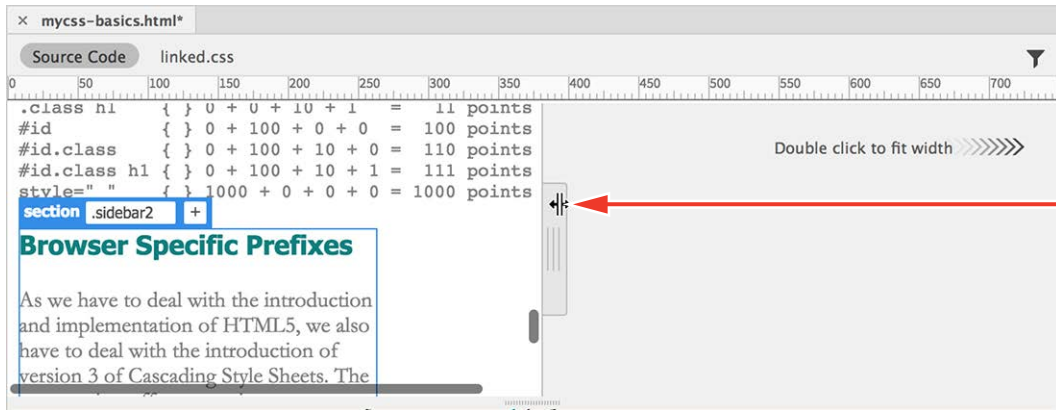 × mycss-basics.html*
Source Code linked.css
0 50 100 150 200 250 300 350 400 450 500 550 600 650 700
.class h1 { } 0 + 0 + 10 + 1 = 11 points
#id { } 0 + 100 + 0 + 0 = 100 points
#id.class { } 0 + 100 + 10 + 0 = 110 points
#id.class h1 { } 0 + 100 + 10 + 1 = 111 points
style=" " { } 1000 + 0 + 0 + 0 = 1000 points
Double click to fit width
section .sidebar2 +
Browser Specific Prefixes
As we have to deal with the introduction
and implementation of HTML5, we also
have to deal with the introduction of
version 3 of Cascading Style Sheets. The